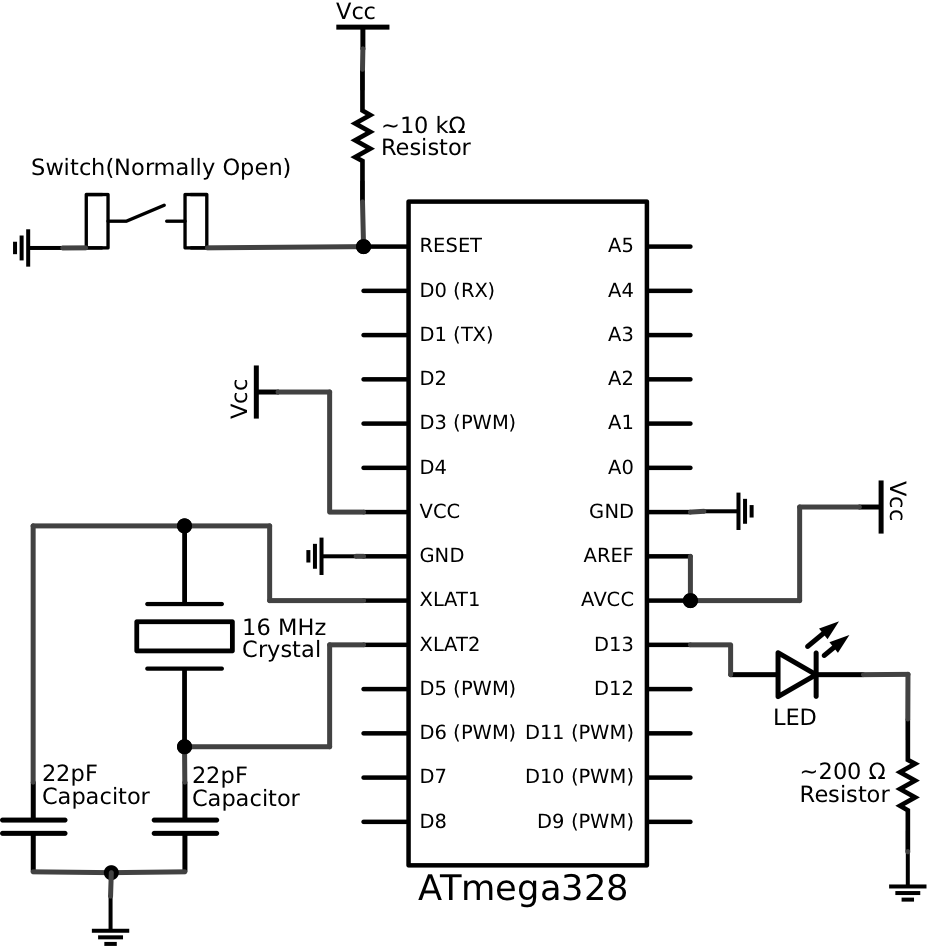 Vcc
~10 kΩ
Resistor
Switch(Normally Open)
RESET
D0 (RX)
D1 (TX)
D2
D3 (PWM)
D4
VCC
GND
XLAT1
XLAT2
D5 (PWM)
D6 (PWM)
D7
D8
A5
A4
A3
A2
A1
A0
GND
AREF
AVCC
D13
D12
D11 (PWM)
D10 (PWM)
D9 (PWM)
Vcc
Vcc
16 MHz
Crystal
LED
22pF
Capacitor
22pF
Capacitor
~200 Ω
Resistor
ATmega328